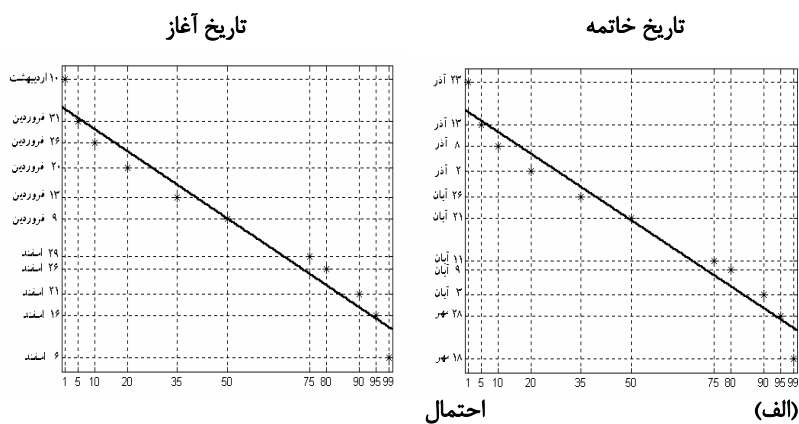 تاریخ خاتمه
تاریخ آغاز
۲۳ آذر
۱۳ آذر
۸ آذر
۲ آذر
۲۶ آبان
۲۱ آبان
۱۱ آبان
۹ آبان
۳ آبان
۲۸ مهر
۱۸ مهر
1 5 10 20 35 50 75 80 90 95 99
۱۰ اردیبهشت
۳۱ فروردین
۲۶ فروردین
۲۰ فروردین
۱۳ فروردین
۹ فروردین
۲۹ اسفند
۲۶ اسفند
۲۱ اسفند
۱۶ اسفند
۶ اسفند
1 5 10 20 35 50 75 80 90 95 99
(الف) احتمال